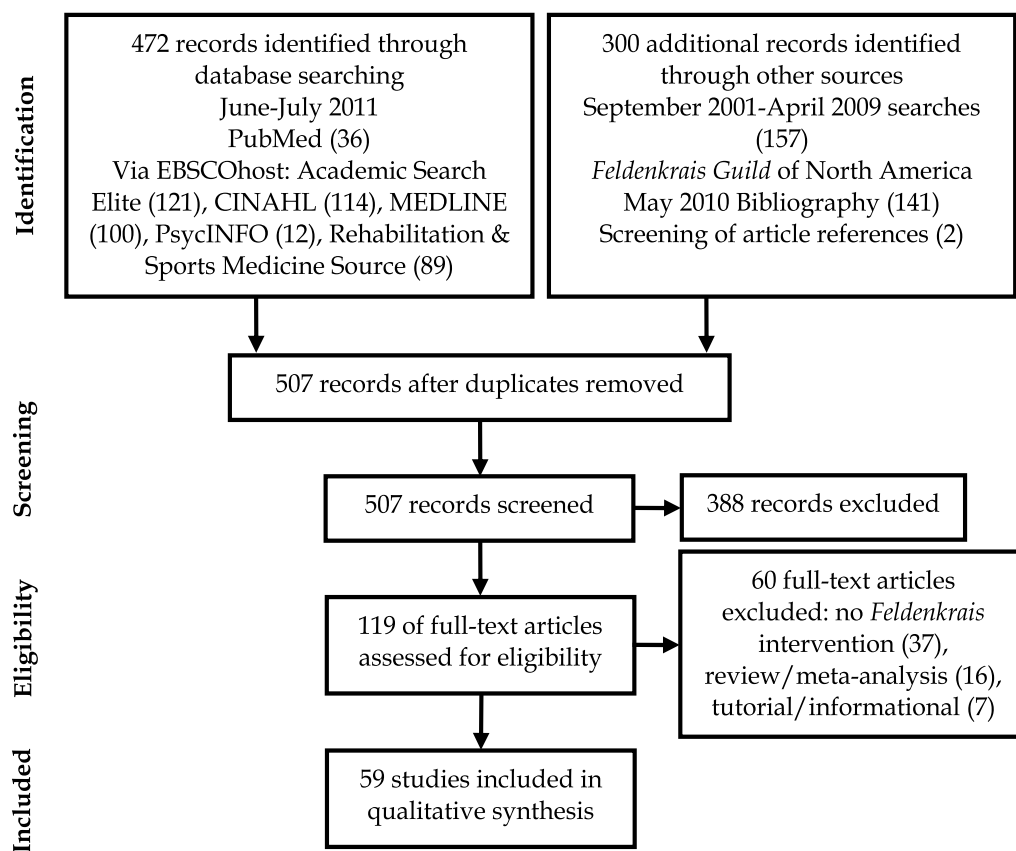 Identification
472 records identified through
database searching
June-July 2011
PubMed (36)
Via EBSCOhost: Academic Search
Elite (121), CINAHL (114), MEDLINE
(100), PsycINFO (12), Rehabilitation &
Sports Medicine Source (89)
300 additional records identified
through other sources
September 2001-April 2009 searches
(157)
Feldenkrais Guild of North America
May 2010 Bibliography (141)
Screening of article references (2)
507 records after duplicates removed
Screening
507 records screened
388 records excluded
Eligibility
119 of full-text articles
assessed for eligibility
60 full-text articles
excluded: no Feldenkrais
intervention (37),
review/meta-analysis (16),
tutorial/informational (7)
Included
59 studies included in
qualitative synthesis